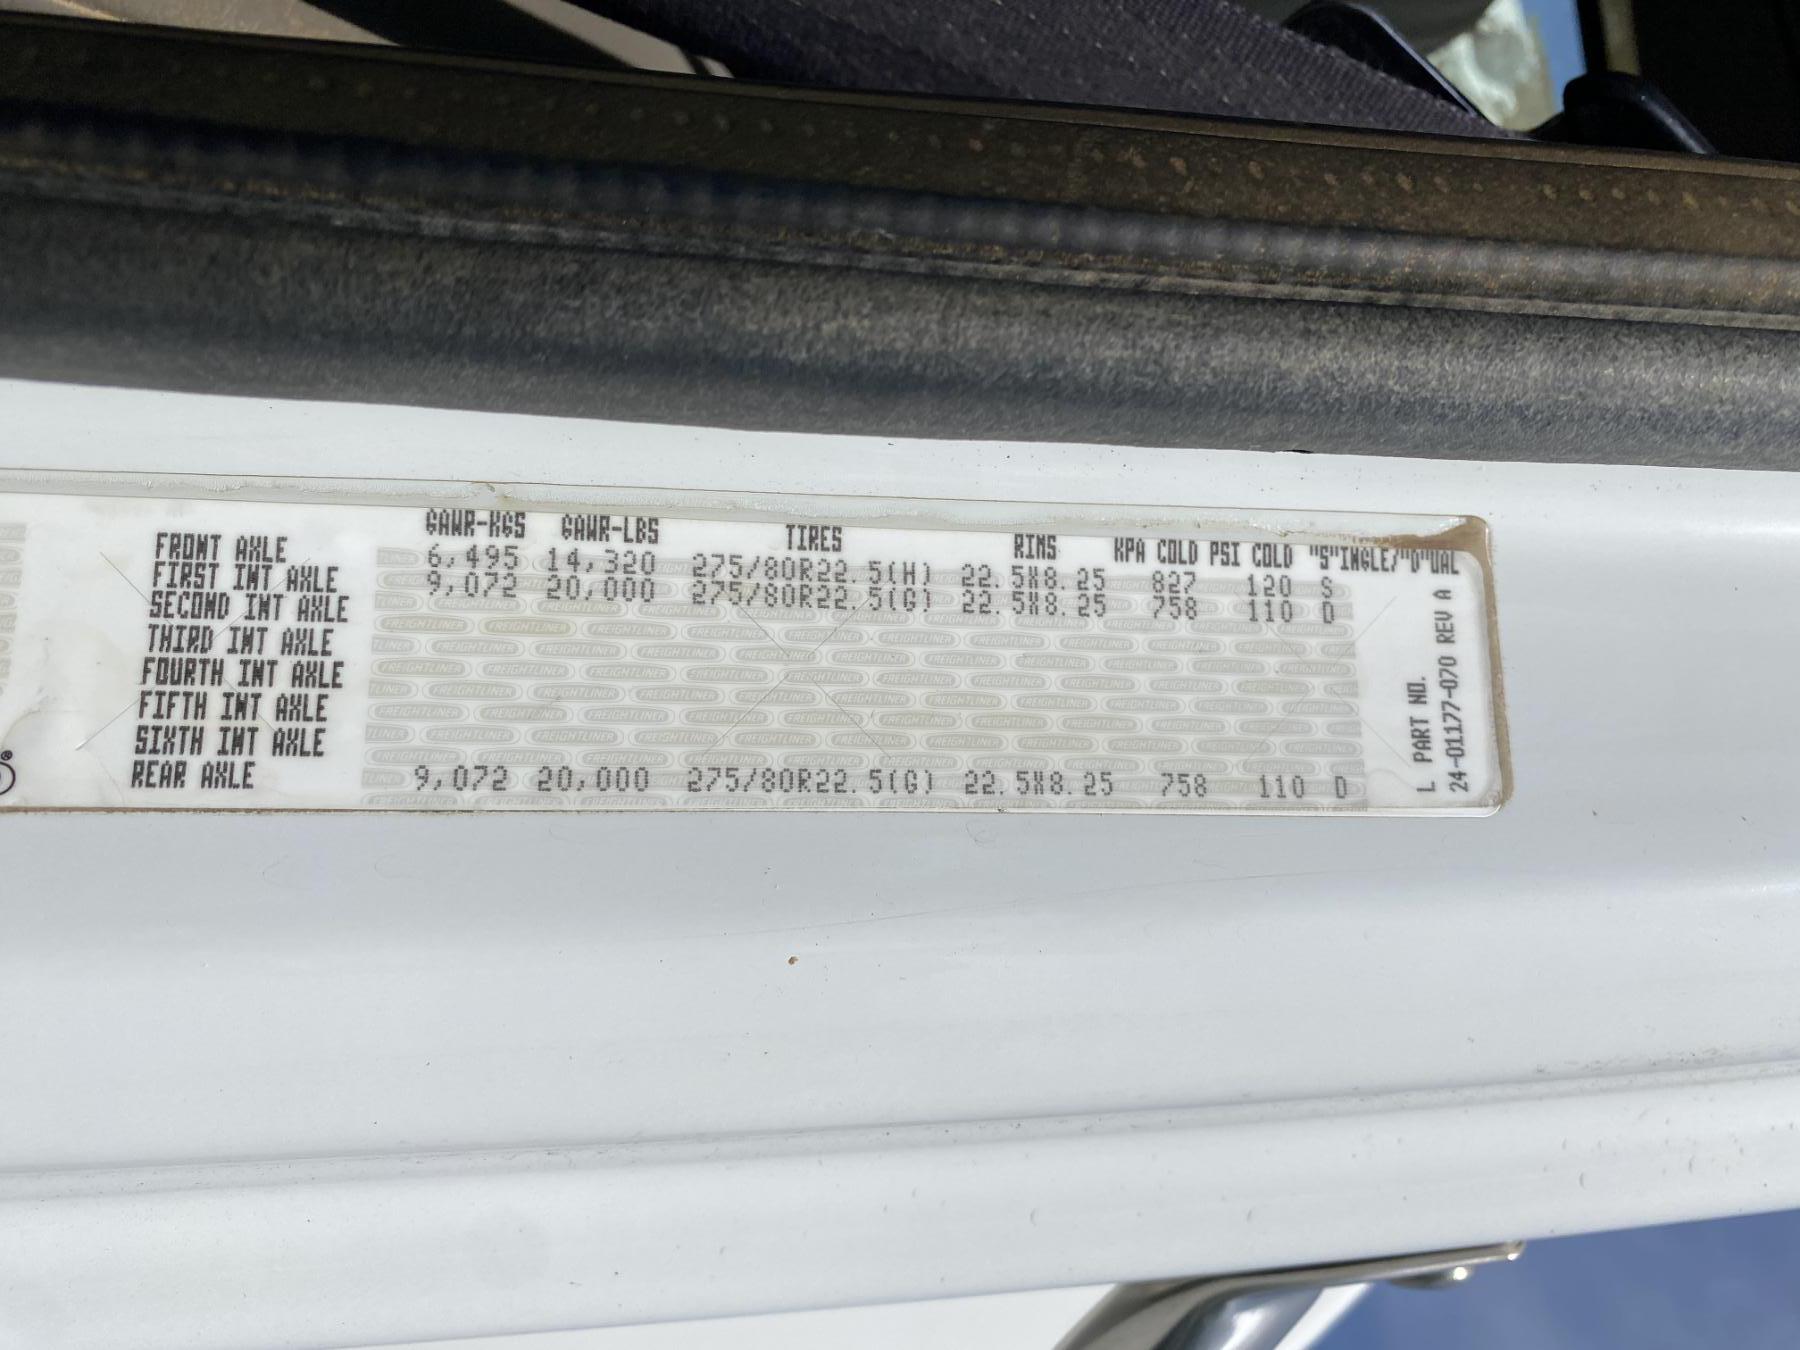 GAWR-KGS GAWR-LBS TIRES RIMS KPA COLD PSI COLD "S"INGLE/"D"UAL
FRONT AXLE 6,495 14,320 275/80R22.5(H) 22.5X8.25 827 120 S
FIRST INT AXLE 9,072 20,000 275/80R22.5(G) 22.5X8.25 758 110 D
SECOND INT AXLE
THIRD INT AXLE
FOURTH INT AXLE
FIFTH INT AXLE
SIXTH INT AXLE
REAR AXLE 9,072 20,000 275/80R22.5(G) 22.5X8.25 758 110 D
L PART NO.
24-01177-070 REV A
FREIGHTLINER